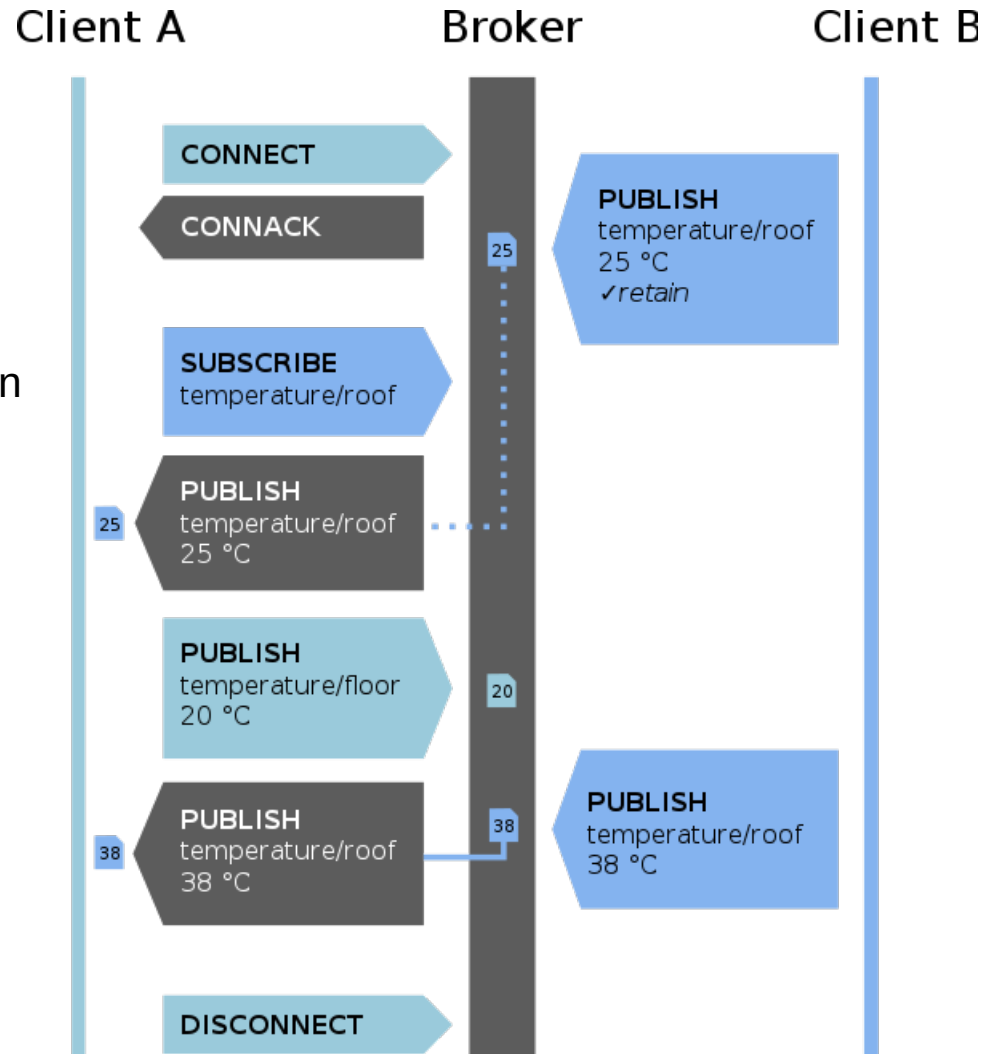 Client A
Broker
Client B
CONNECT
CONNACK
PUBLISH
temperature/roof
25 °C
✓retain
25
SUBSCRIBE
temperature/roof
n
PUBLISH
temperature/roof
25 °C
25
PUBLISH
temperature/floor
20 °C
20
PUBLISH
temperature/roof
38 °C
38
38
PUBLISH
temperature/roof
38 °C
DISCONNECT